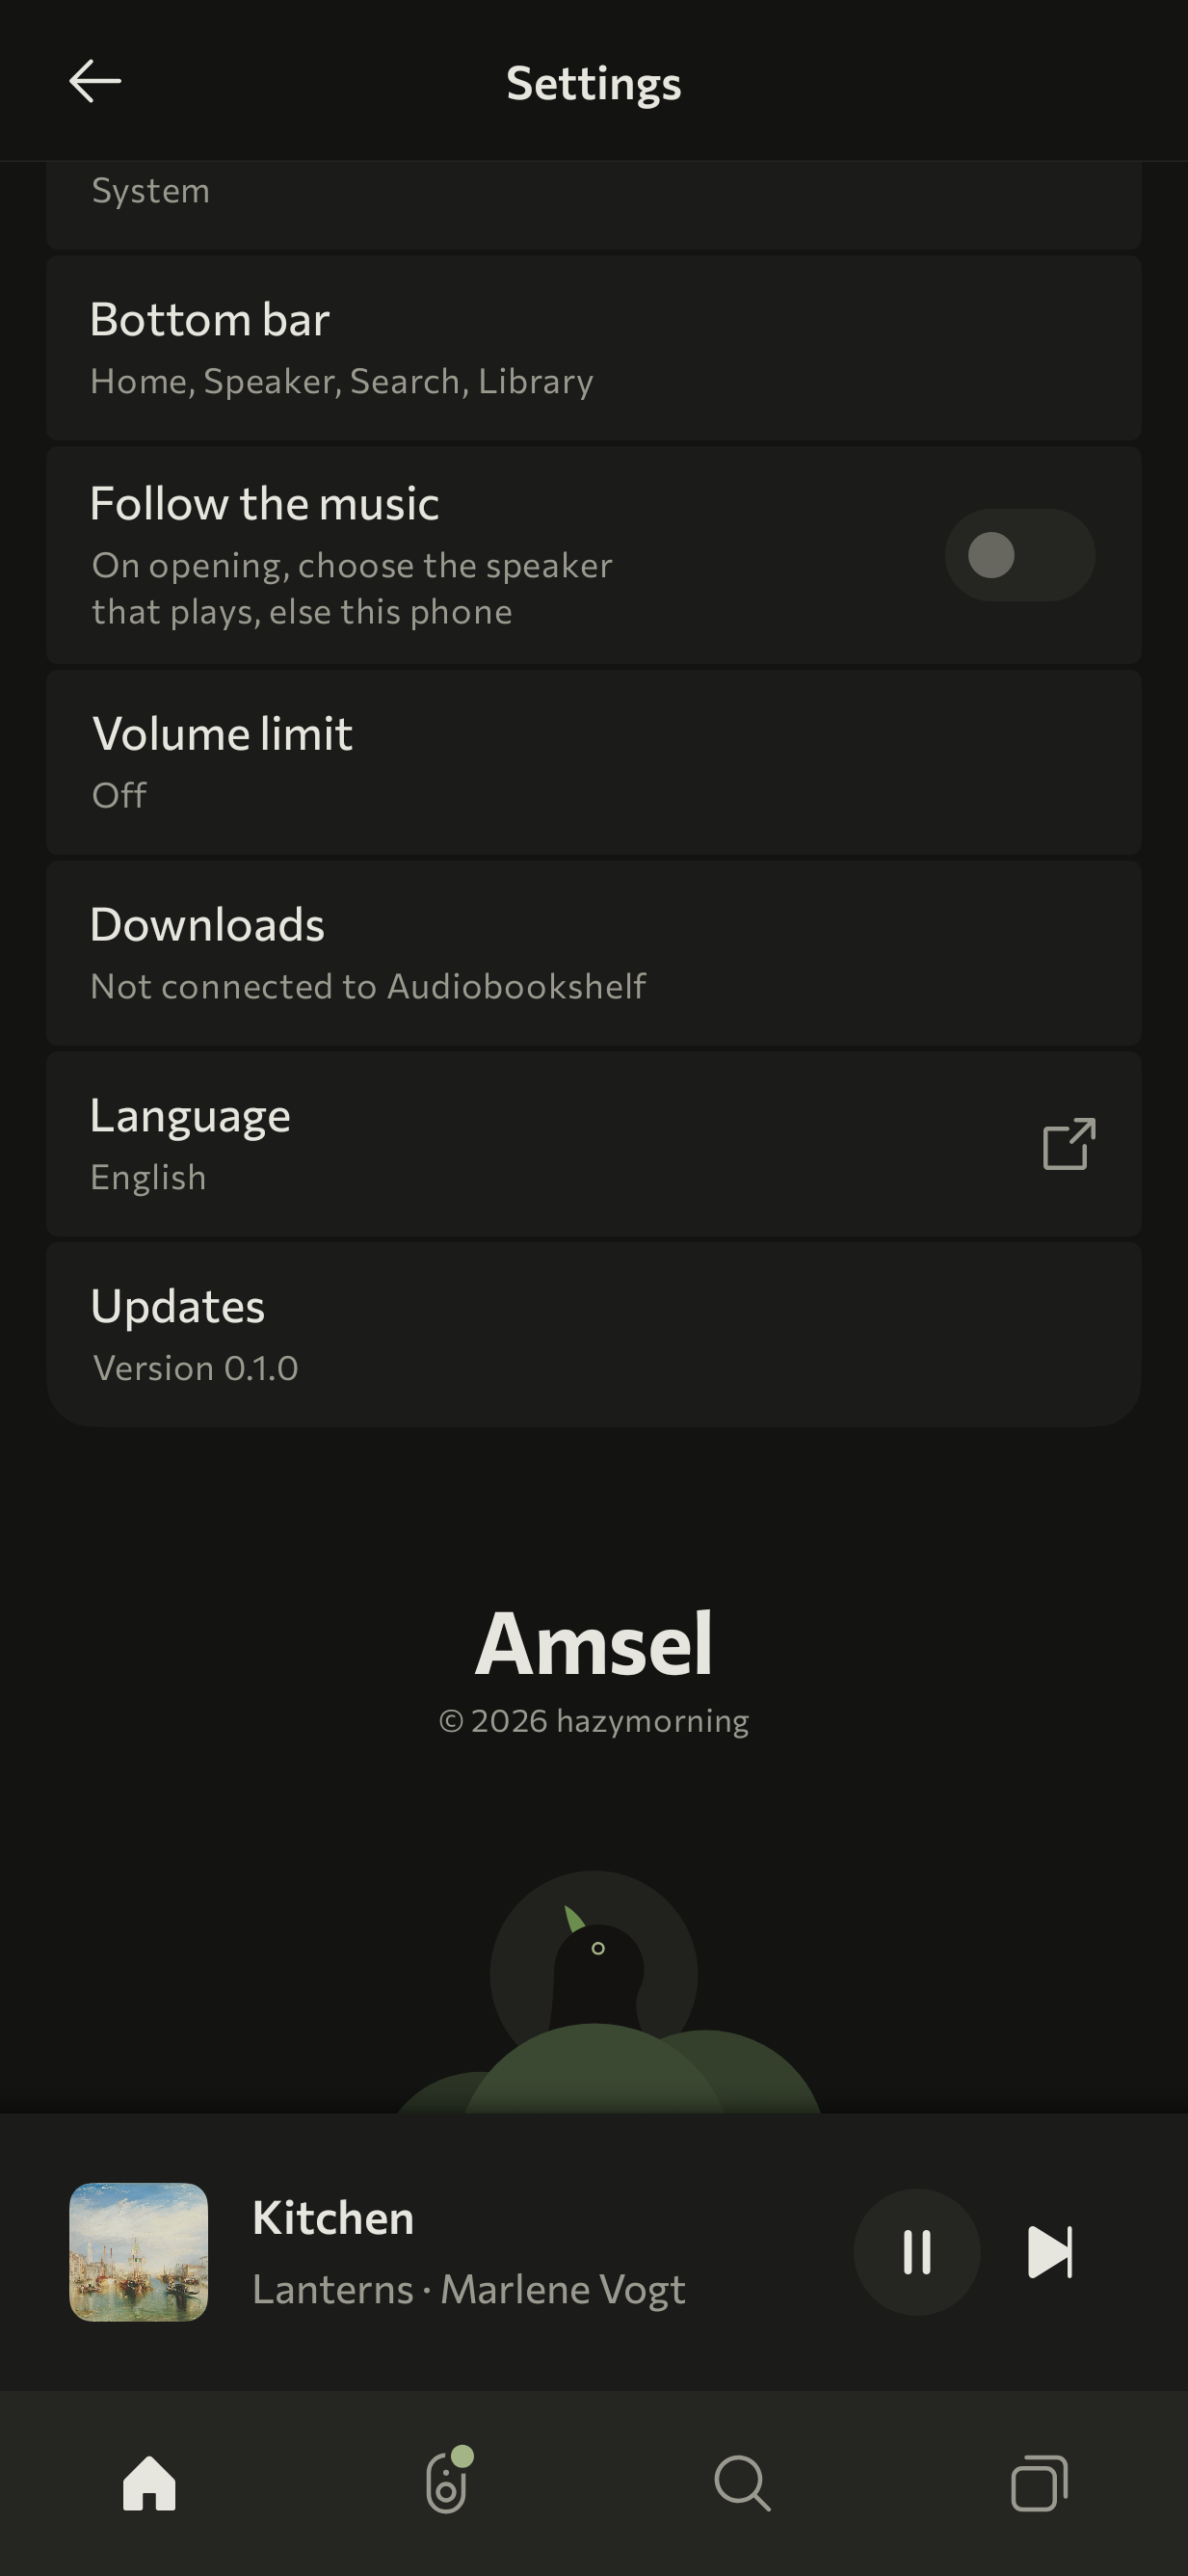 Settings
System
Bottom bar
Home, Speaker, Search, Library
Follow the music
On opening, choose the speaker
that plays, else this phone
Volume limit
Off
Downloads
Not connected to Audiobookshelf
Language
English
Updates
Version 0.1.0
Amsel
© 2026 hazymorning
Kitchen
Lanterns · Marlene Vogt